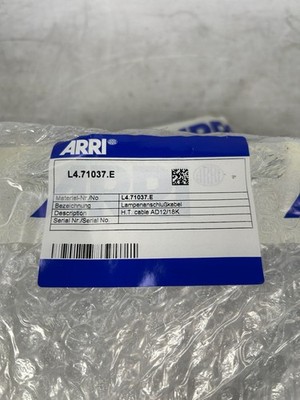 ARRI
L4.71037.E
Material-Nr./No L4.71037.E
Bezeichnung Lampenanschlußkabel
Description H.T. cable AD12/18K
Serial Nr./Serial No.